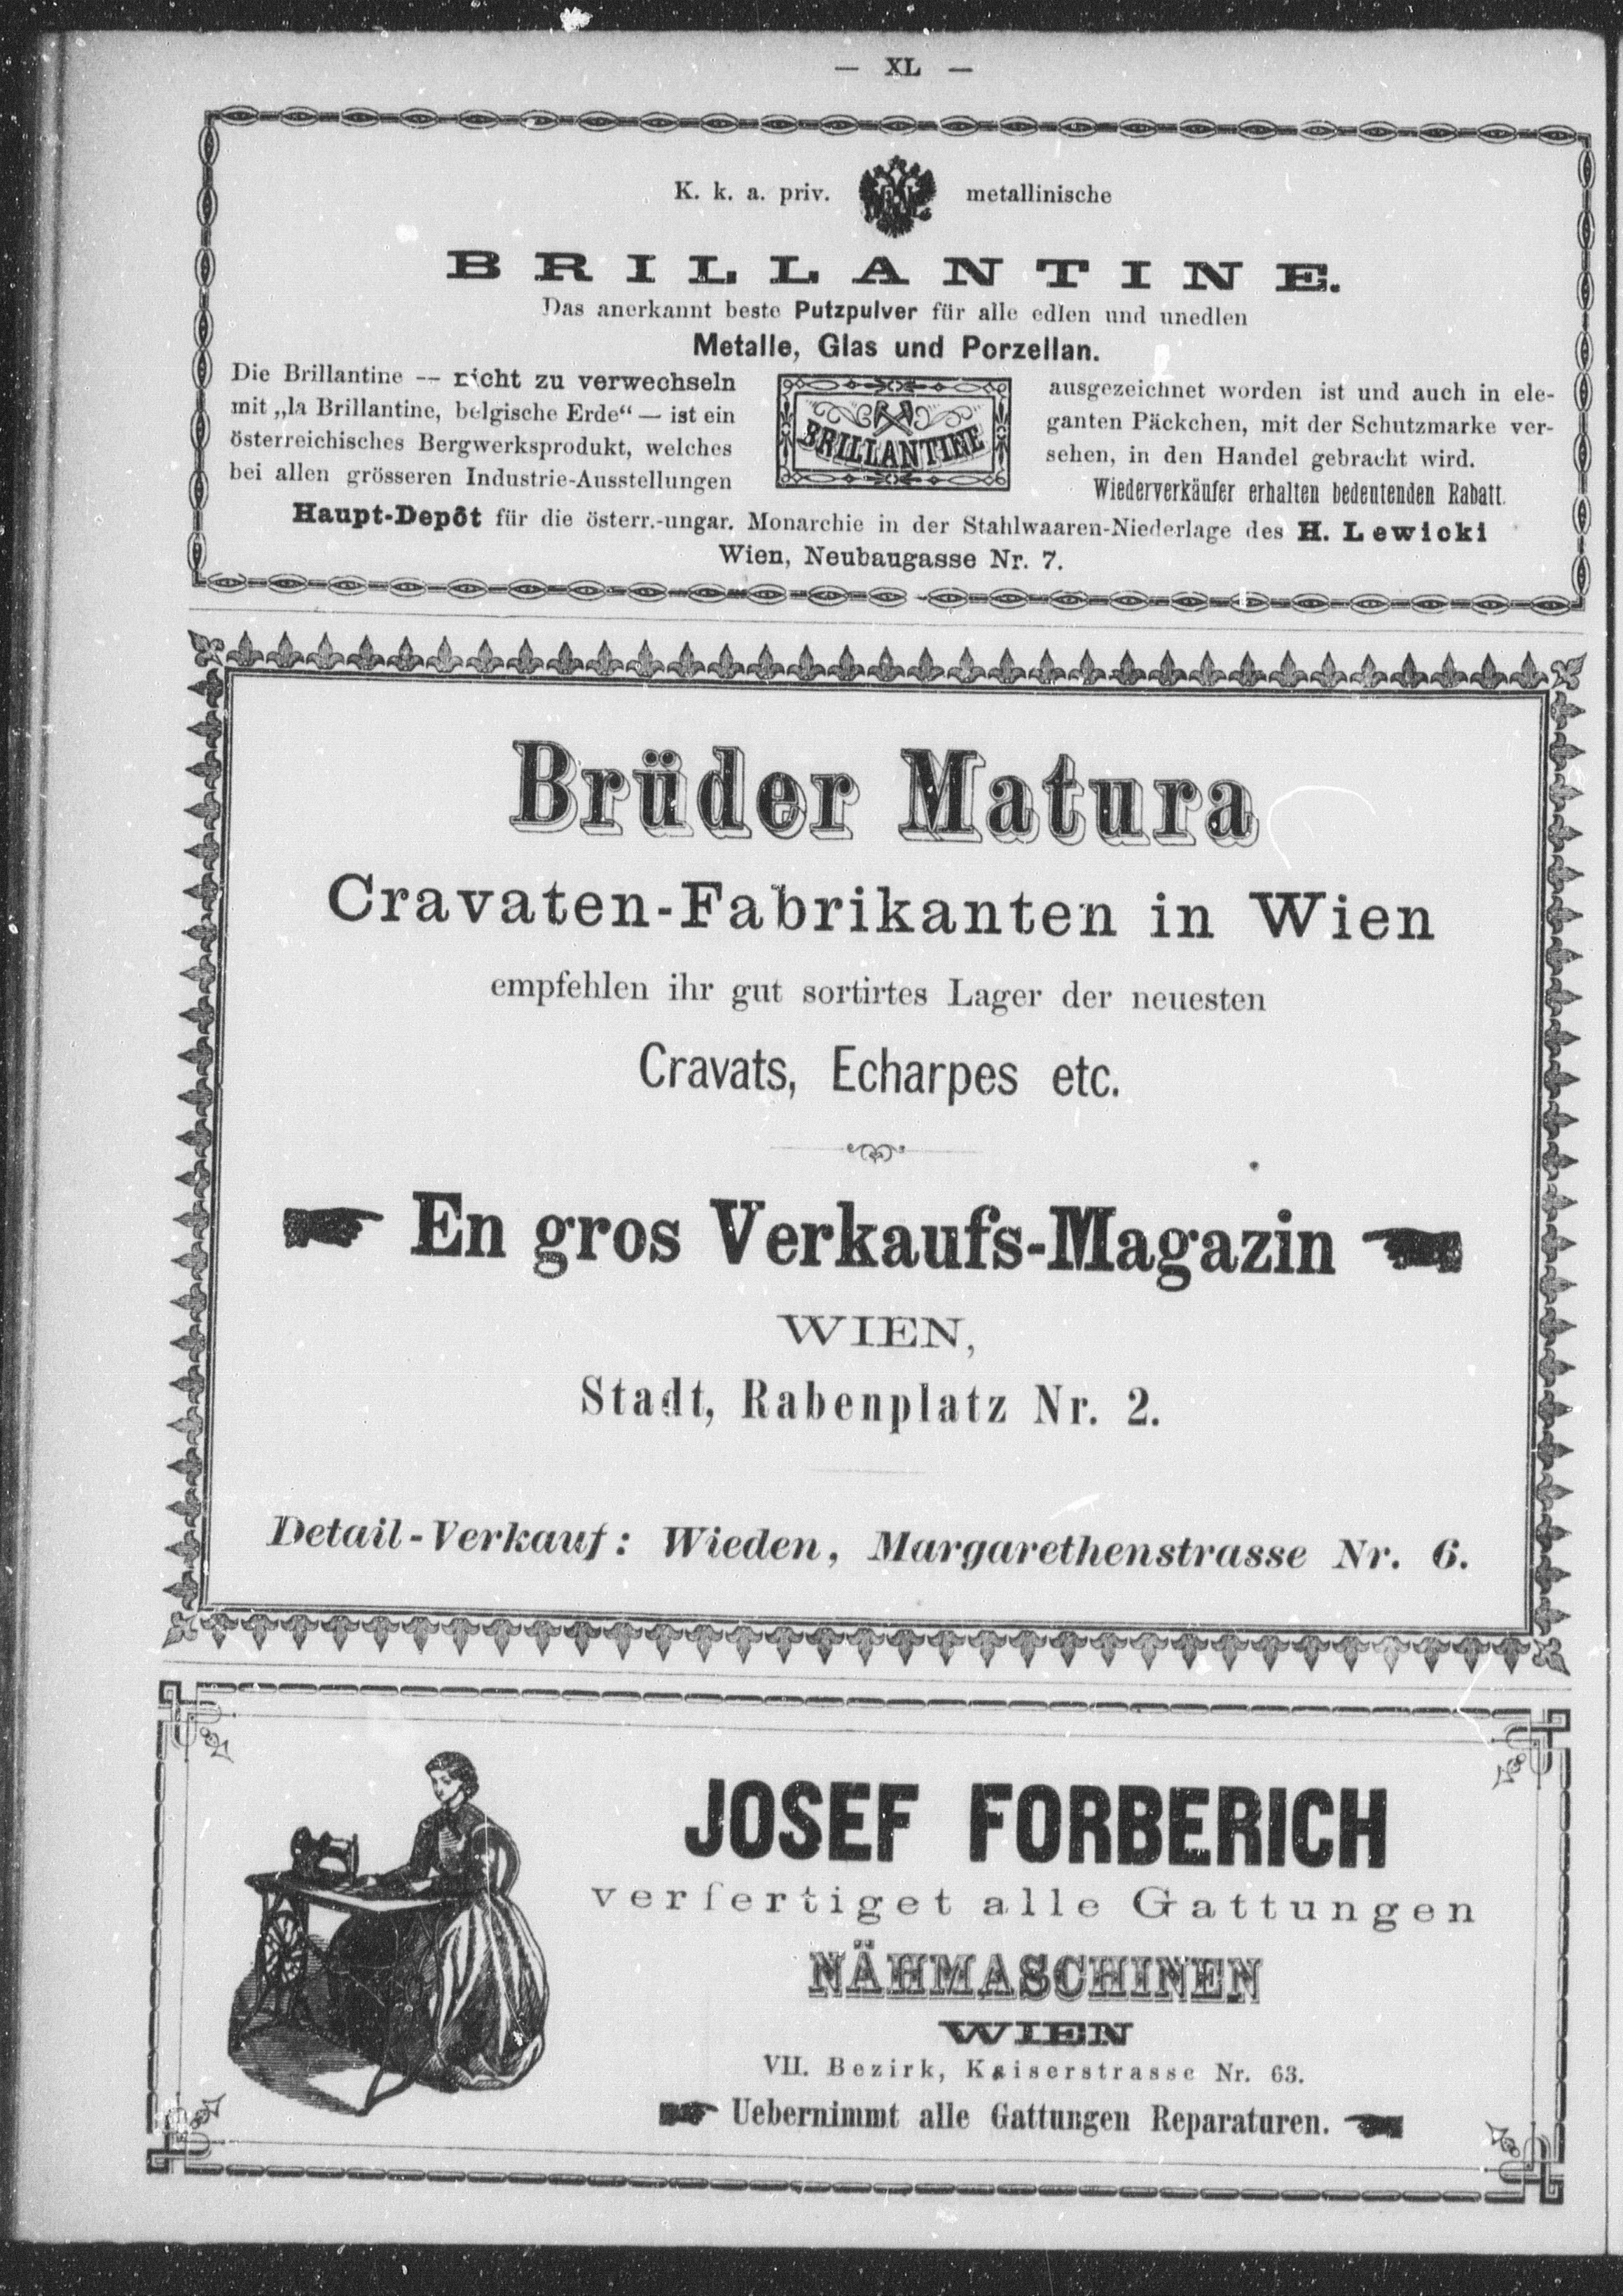 — XL —
K. k. a. priv. metallinische
BRILLANTINE.
Das anerkannt beste Putzpulver für alle edlen und unedlen
Metalle, Glas und Porzellan.
Die Brillantine -- nicht zu verwechseln
mit „la Brillantine, belgische Erde“ — ist ein
österreichisches Bergwerksprodukt, welches
bei allen grösseren Industrie-Ausstellungen
BRILLANTINE
ausgezeichnet worden ist und auch in ele-
ganten Päckchen, mit der Schutzmarke ver-
sehen, in den Handel gebracht wird.
Wiederverkäufer erhalten bedeutenden Rabatt.
Haupt-Depôt für die österr.-ungar. Monarchie in der Stahlwaaren-Niederlage des H. Lewicki
Wien, Neubaugasse Nr. 7.
Brüder Matura
Cravaten-Fabrikanten in Wien
empfehlen ihr gut sortirtes Lager der neuesten
Cravats, Echarpes etc.
En gros Verkaufs-Magazin
WIEN,
Stadt, Rabenplatz Nr. 2.
Detail-Verkauf: Wieden, Margarethenstrasse Nr. 6.
JOSEF FORBERICH
verfertiget alle Gattungen
NÄHMASCHINEN
WIEN
VII. Bezirk, Kaiserstrasse Nr. 63.
Uebernimmt alle Gattungen Reparaturen.